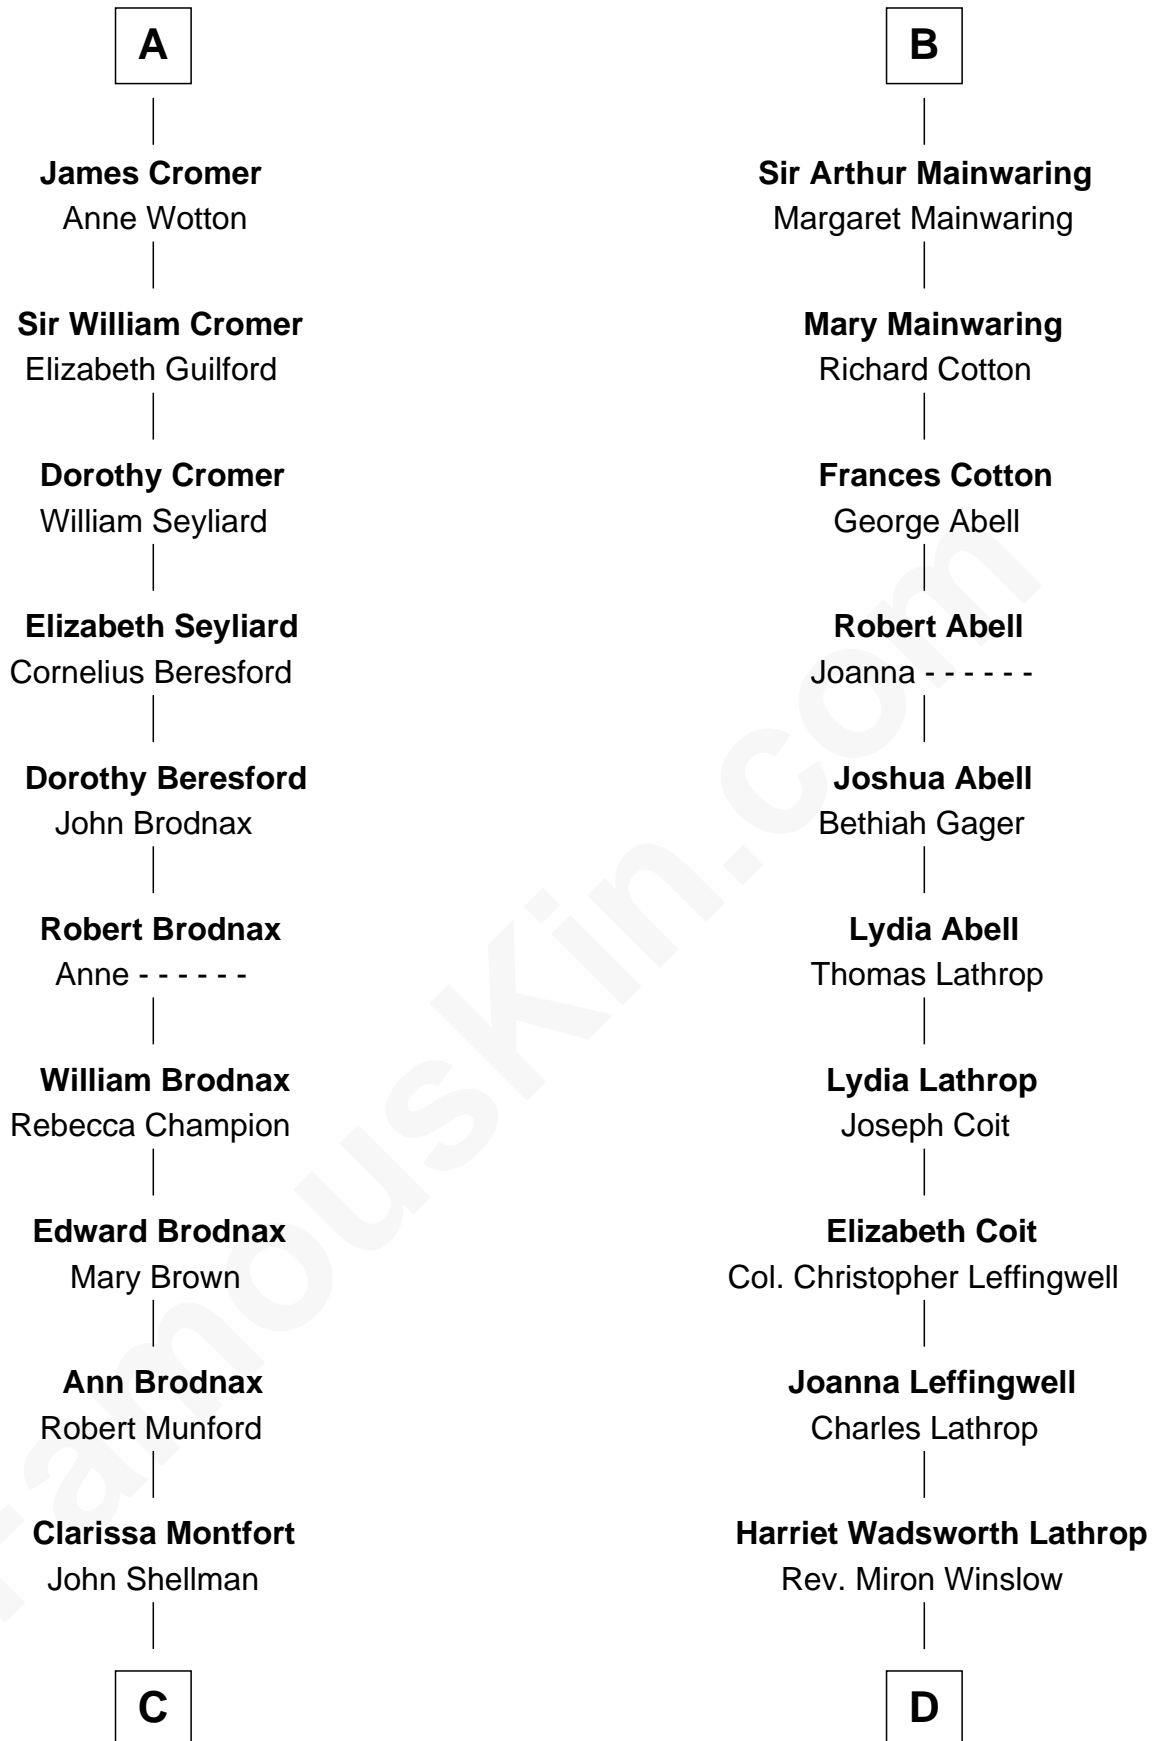 A
James Cromer
Anne Wotton
Sir William Cromer
Elizabeth Guilford
Dorothy Cromer
William Seyliard
Elizabeth Seyliard
Cornelius Beresford
Dorothy Beresford
John Brodnax
Robert Brodnax
Anne - - - - - -
William Brodnax
Rebecca Champion
Edward Brodnax
Mary Brown
Ann Brodnax
Robert Munford
Clarissa Montfort
John Shellman
C
B
Sir Arthur Mainwaring
Margaret Mainwaring
Mary Mainwaring
Richard Cotton
Frances Cotton
George Abell
Robert Abell
Joanna - - - - - -
Joshua Abell
Bethiah Gager
Lydia Abell
Thomas Lathrop
Lydia Lathrop
Joseph Coit
Elizabeth Coit
Col. Christopher Leffingwell
Joanna Leffingwell
Charles Lathrop
Harriet Wadsworth Lathrop
Rev. Miron Winslow
D
FamousKin.com